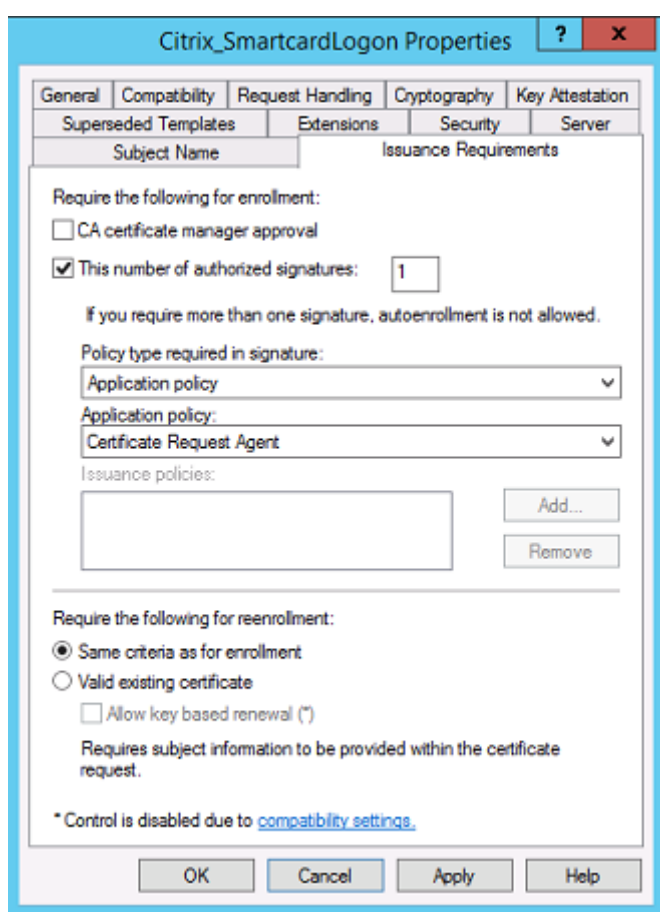 Citrix_SmartcardLogon Properties ? x
General Compatibility Request Handling Cryptography Key Attestation
Superseded Templates Extensions Security Server
Subject Name Issuance Requirements
Require the following for enrollment:
CA certificate manager approval
This number of authorized signatures: 1
If you require more than one signature, autoenrollment is not allowed.
Policy type required in signature:
Application policy
Application policy:
Certificate Request Agent
Issuance policies:
Add...
Remove
Require the following for reenrollment:
Same criteria as for enrollment
Valid existing certificate
Allow key based renewal (*)
Requires subject information to be provided within the certificate
request.
* Control is disabled due to compatibility settings.
OK Cancel Apply Help